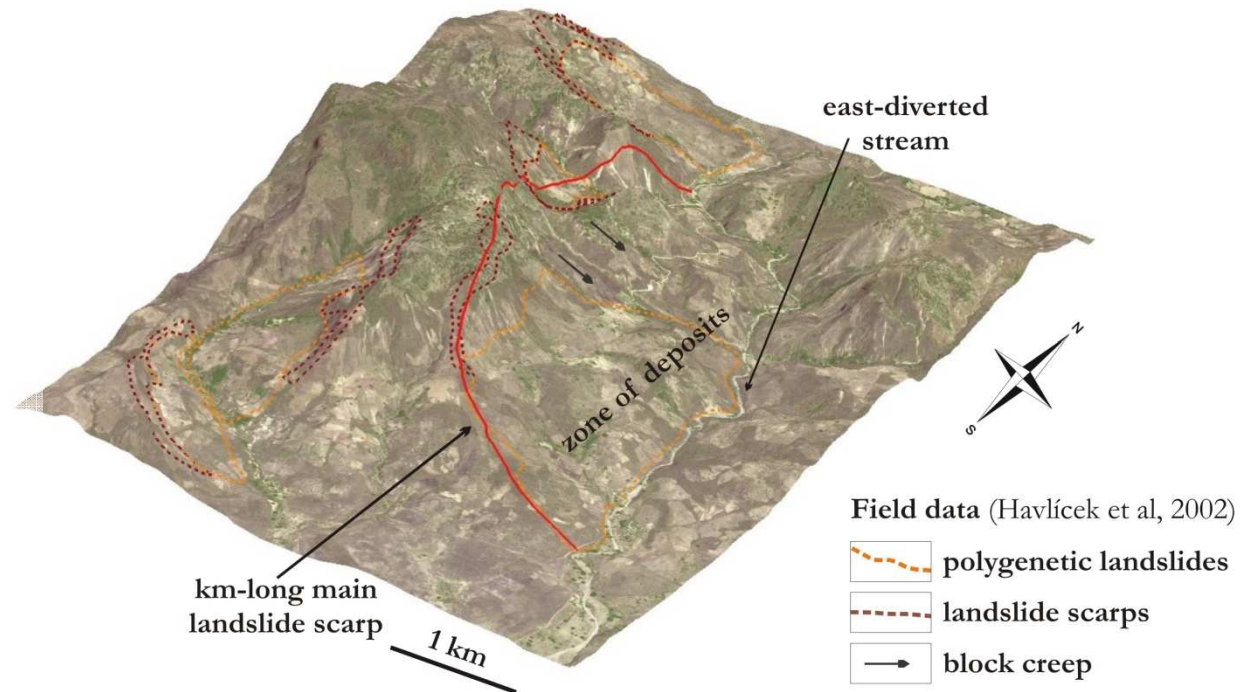 east-diverted
stream
zone of deposits
N
S
km-long main
landslide scarp
1 km
Field data (Havlícek et al, 2002)
polygenetic landslides
landslide scarps
block creep